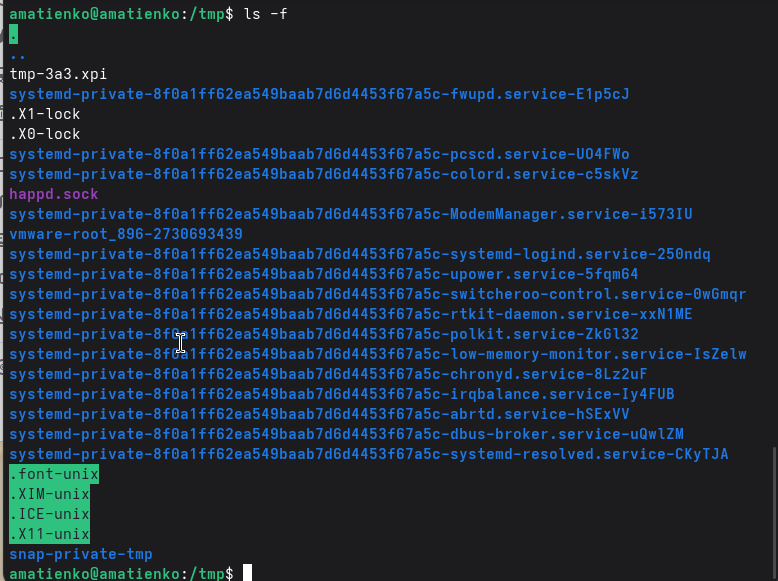 amatienko@amatienko:/tmp$ ls -f
.
..
tmp-3a3.xpi
systemd-private-8f0a1ff62ea549baab7d6d4453f67a5c-fwupd.service-E1p5cJ
.X1-lock
.X0-lock
systemd-private-8f0a1ff62ea549baab7d6d4453f67a5c-pcscd.service-UO4FWo
systemd-private-8f0a1ff62ea549baab7d6d4453f67a5c-colord.service-c5skVz
happd.sock
systemd-private-8f0a1ff62ea549baab7d6d4453f67a5c-ModemManager.service-i573IU
vmware-root_896-2730693439
systemd-private-8f0a1ff62ea549baab7d6d4453f67a5c-systemd-logind.service-250ndq
systemd-private-8f0a1ff62ea549baab7d6d4453f67a5c-upower.service-5fqm64
systemd-private-8f0a1ff62ea549baab7d6d4453f67a5c-switcheroo-control.service-0wGmqr
systemd-private-8f0a1ff62ea549baab7d6d4453f67a5c-rtkit-daemon.service-xxN1ME
systemd-private-8f0a1ff62ea549baab7d6d4453f67a5c-polkit.service-ZkGl32
systemd-private-8f0a1ff62ea549baab7d6d4453f67a5c-low-memory-monitor.service-IsZelw
systemd-private-8f0a1ff62ea549baab7d6d4453f67a5c-chronyd.service-8Lz2uF
systemd-private-8f0a1ff62ea549baab7d6d4453f67a5c-irqbalance.service-Iy4FUB
systemd-private-8f0a1ff62ea549baab7d6d4453f67a5c-abrtd.service-hSExVV
systemd-private-8f0a1ff62ea549baab7d6d4453f67a5c-dbus-broker.service-uQwlZM
systemd-private-8f0a1ff62ea549baab7d6d4453f67a5c-systemd-resolved.service-CKyTJA
.font-unix
.XIM-unix
.ICE-unix
.X11-unix
snap-private-tmp
amatienko@amatienko:/tmp$